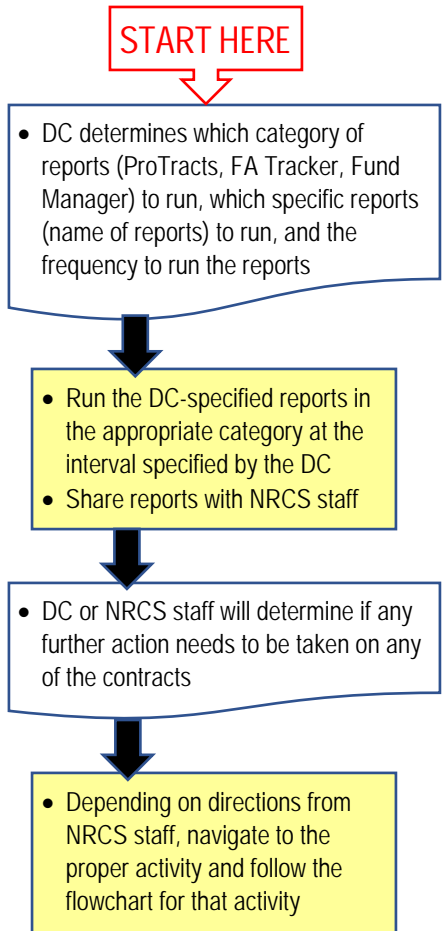 START HERE
• DC determines which category of
reports (ProTracts, FA Tracker, Fund
Manager) to run, which specific reports
(name of reports) to run, and the
frequency to run the reports
• Run the DC-specified reports in
the appropriate category at the
interval specified by the DC
• Share reports with NRCS staff
• DC or NRCS staff will determine if any
further action needs to be taken on any
of the contracts
• Depending on directions from
NRCS staff, navigate to the
proper activity and follow the
flowchart for that activity